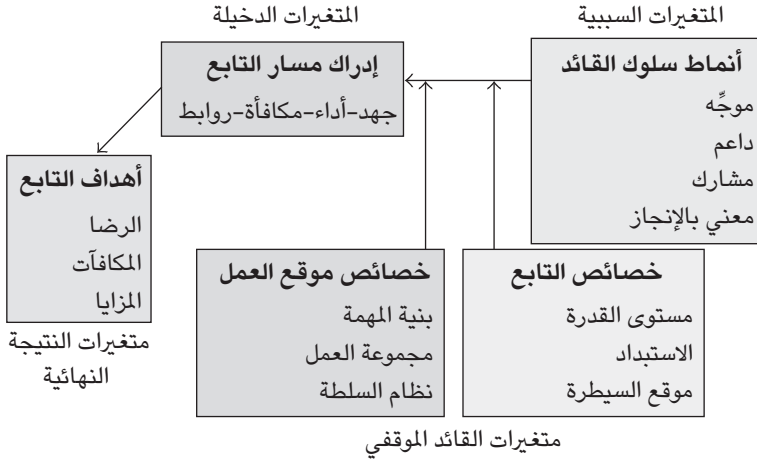 المتغيرات السببية
المتغيرات الدخيلة
أنماط سلوك القائد
موجِّه
داعم
مشارك
معني بالإنجاز
إدراك مسار التابع
جهد-أداء-مكافأة-روابط
أهداف التابع
الرضا
المكافآت
المزايا
متغيرات النتيجة
النهائية
خصائص التابع
مستوى القدرة
الاستبداد
موقع السيطرة
خصائص موقع العمل
بنية المهمة
مجموعة العمل
نظام السلطة
متغيرات القائد الموقفي